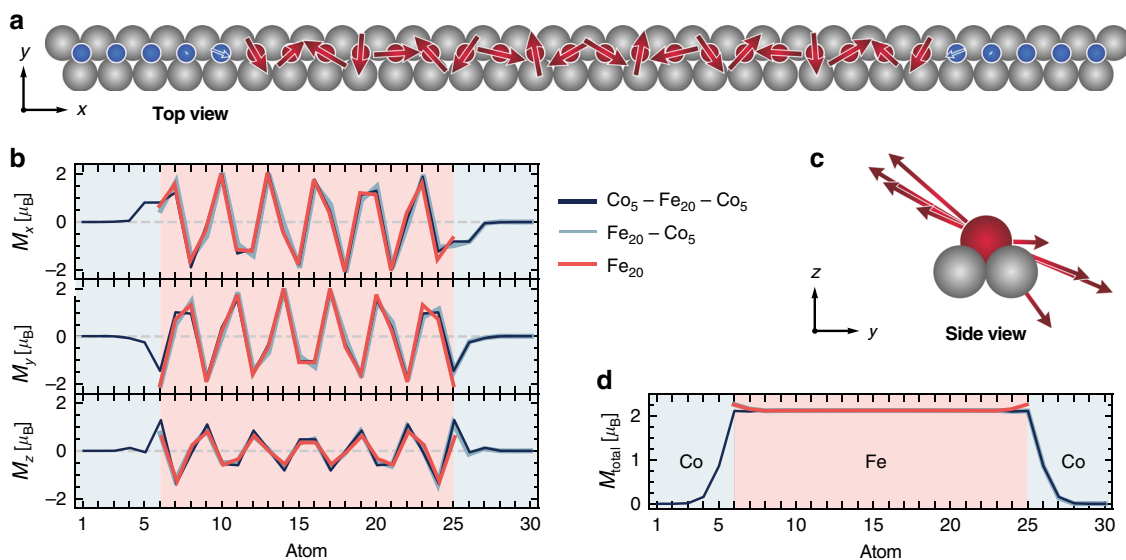 a
y
x
Top view
b
2
0
−2
Mx [μB]
2
0
−2
My [μB]
2
0
−2
Mz [μB]
1 5 10 15 20 25 30
Atom
Co5 – Fe20 – Co5
Fe20 – Co5
Fe20
c
z
y
Side view
d
2
1
0
Mtotal [μB]
Co
Fe
Co
1 5 10 15 20 25 30
Atom